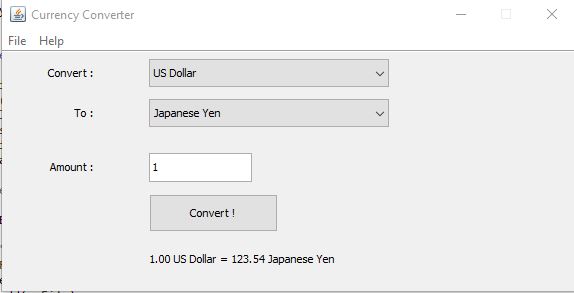 Currency Converter
File Help
Convert : US Dollar
To : Japanese Yen
Amount : 1
Convert !
1.00 US Dollar = 123.54 Japanese Yen